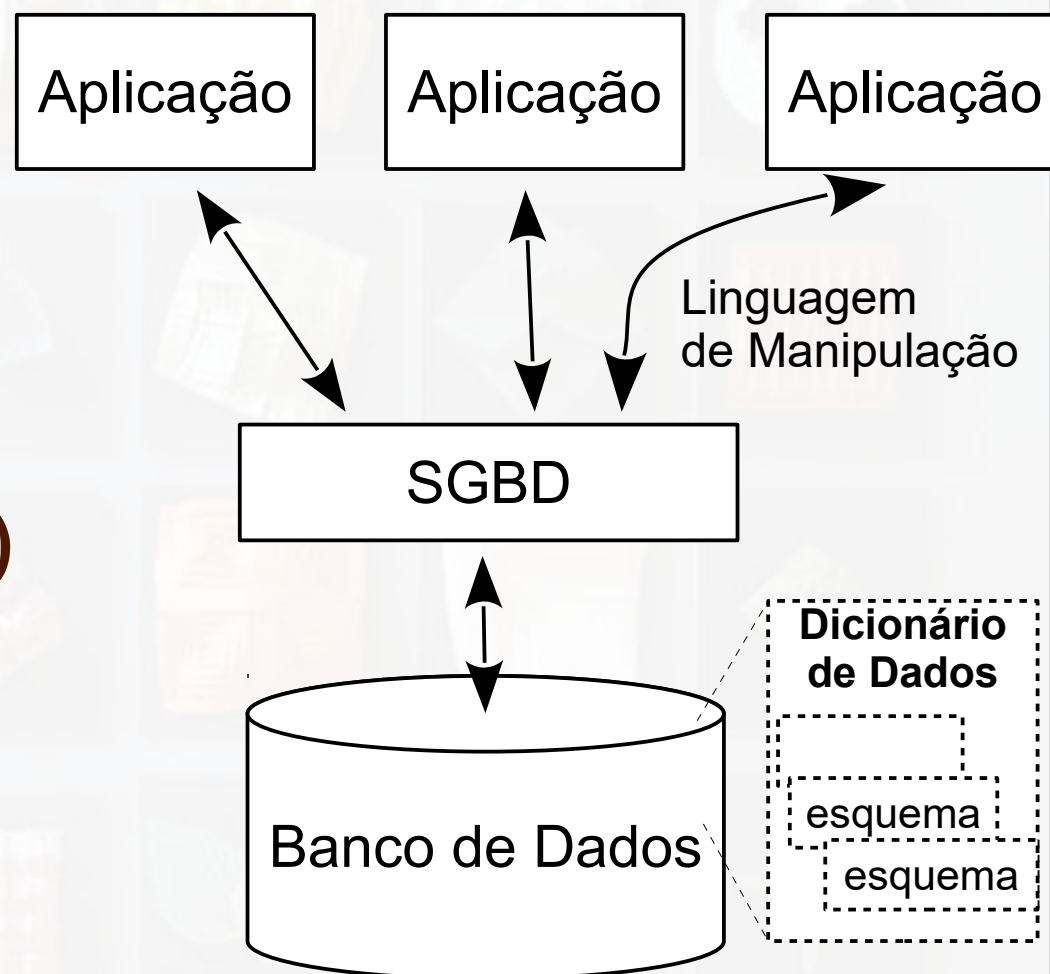 Aplicação
Aplicação
Aplicação
Linguagem
de Manipulação
SGBD
)
Dicionário
de Dados
esquema
esquema
Banco de Dados